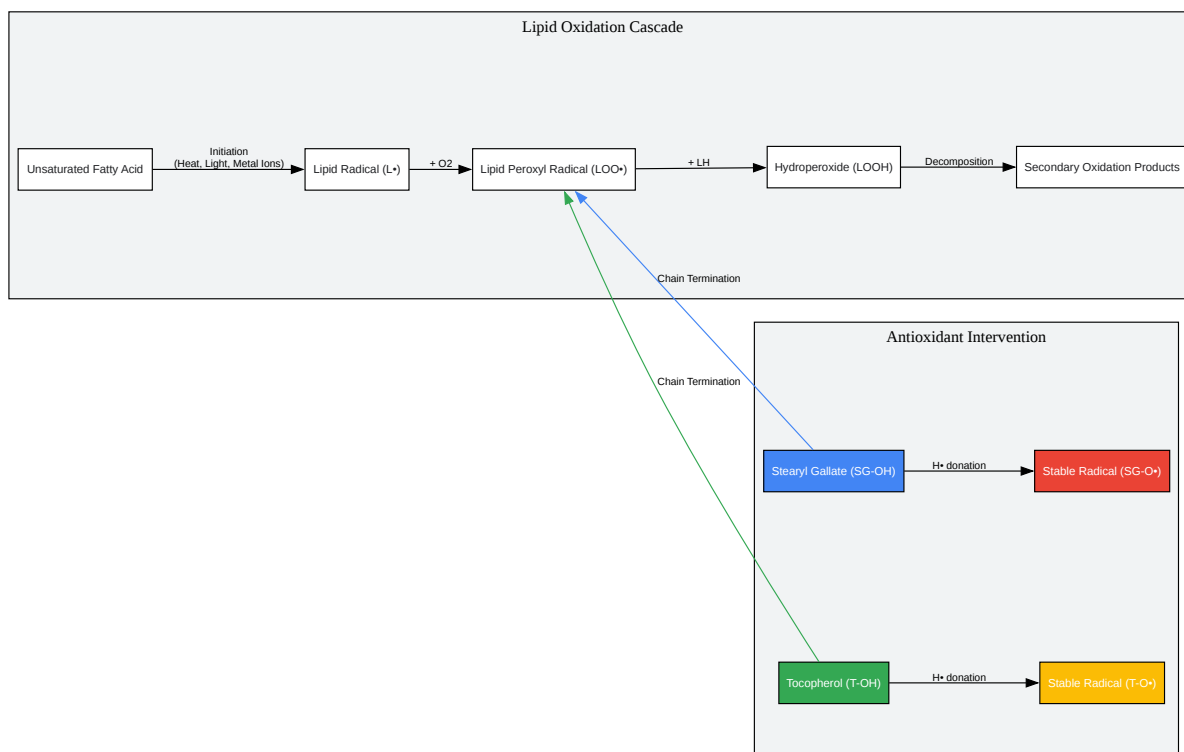 Lipid Oxidation Cascade
Initiation
(Heat, Light, Metal Ions)
Unsaturated Fatty Acid
Lipid Radical (L•)
+ O2
Lipid Peroxyl Radical (LOO•)
+ LH
Hydroperoxide (LOOH)
Decomposition
Secondary Oxidation Products
Chain Termination
Antioxidant Intervention
Chain Termination
Stearyl Gallate (SG-OH)
H• donation
Stable Radical (SG-O•)
Tocopherol (T-OH)
H• donation
Stable Radical (T-O•)